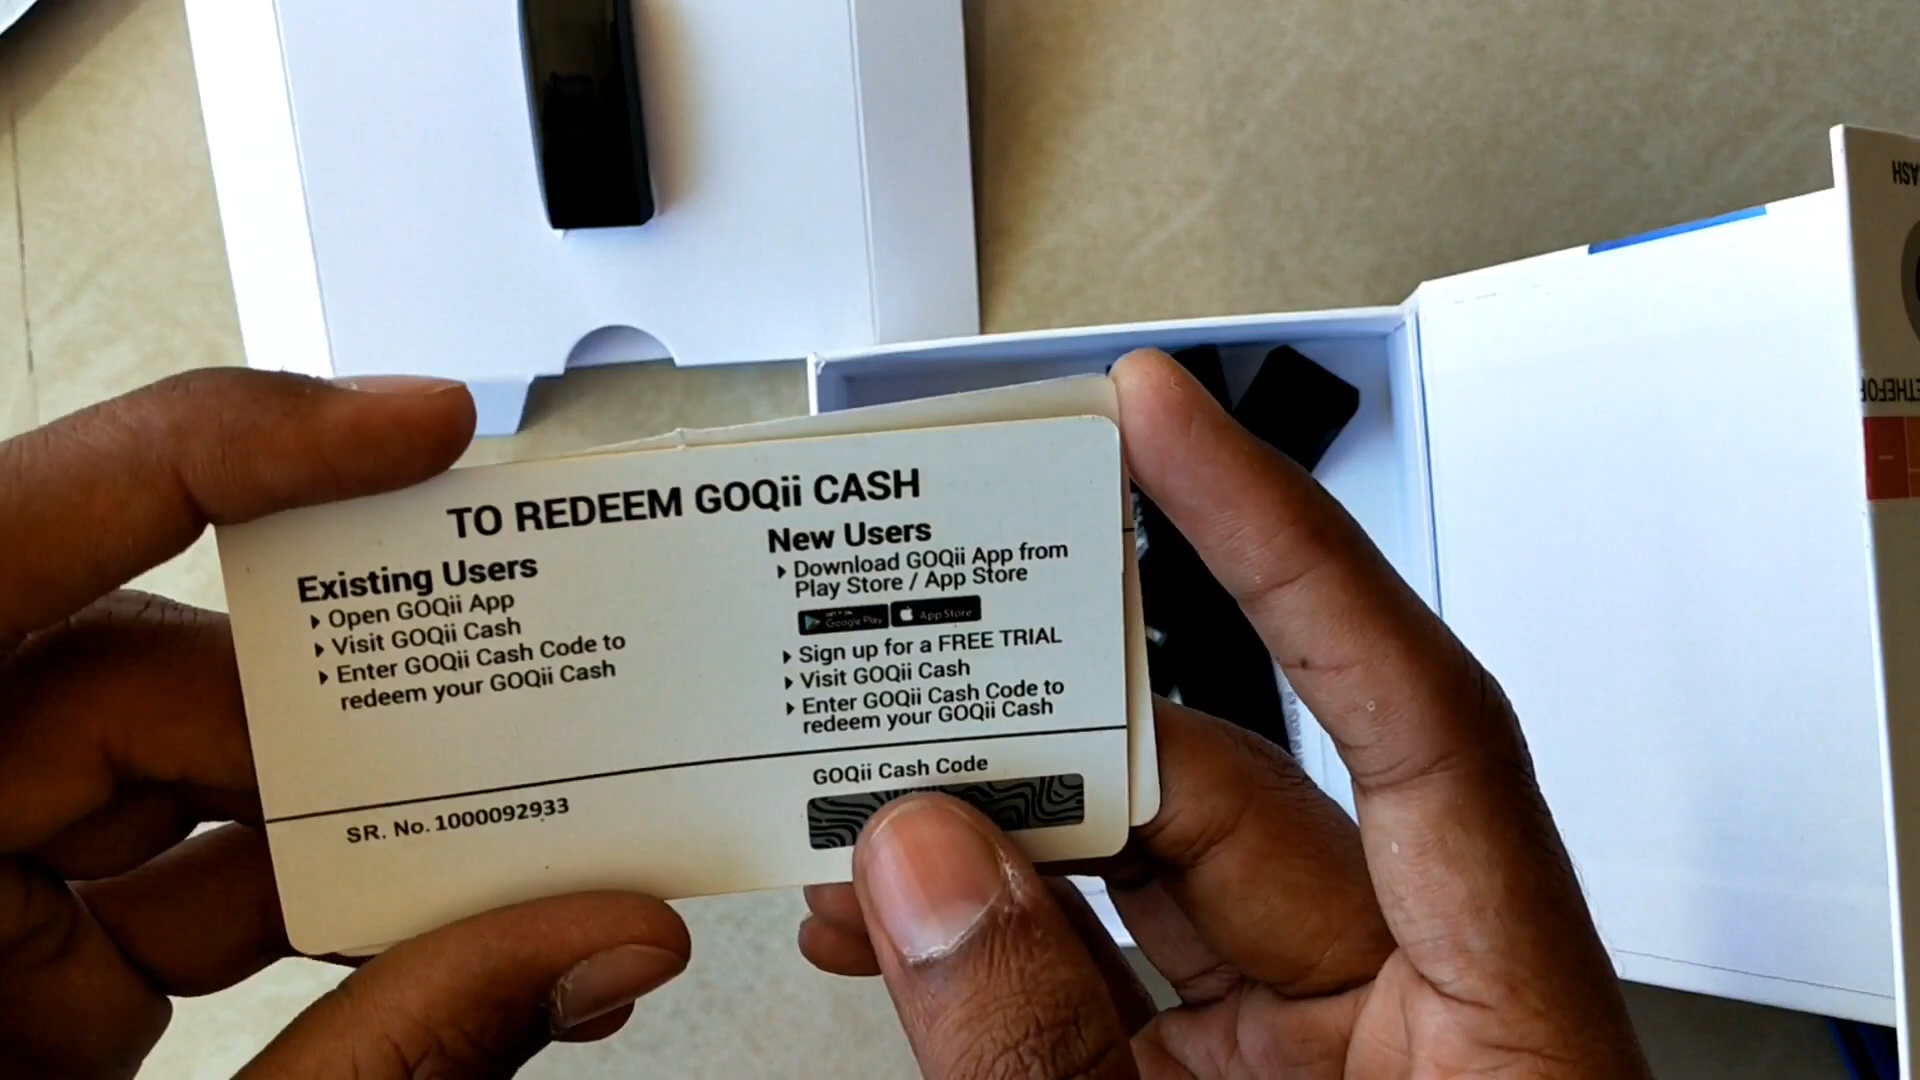 TO REDEEM GOQii CASH
Existing Users
Open GOQii App
Visit GOQii Cash
Enter GOQii Cash Code to
redeem your GOQii Cash
New Users
Download GOQii App from
Play Store / App Store
GET IT ON
Google Play
App Store
Sign up for a FREE TRIAL
Visit GOQii Cash
Enter GOQii Cash Code to
redeem your GOQii Cash
GOQii Cash Code
SR. No. 1000092933